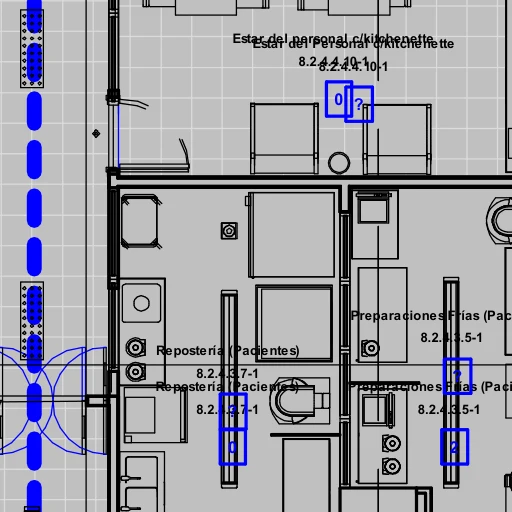 Estar del personal c/kitchenette
Estar del Personal c/kitchenette
8.2.4.4.10-1
8.2.4.4.10-1
0
?
Preparaciones Frías (Pac
8.2.4.3.5-1
Repostería (Pacientes)
8.2.4.3.7-1
Repostería (Pacientes)
Preparaciones Frías (Paci
8.2.4.3.7-1
8.2.4.3.5-1
0
2